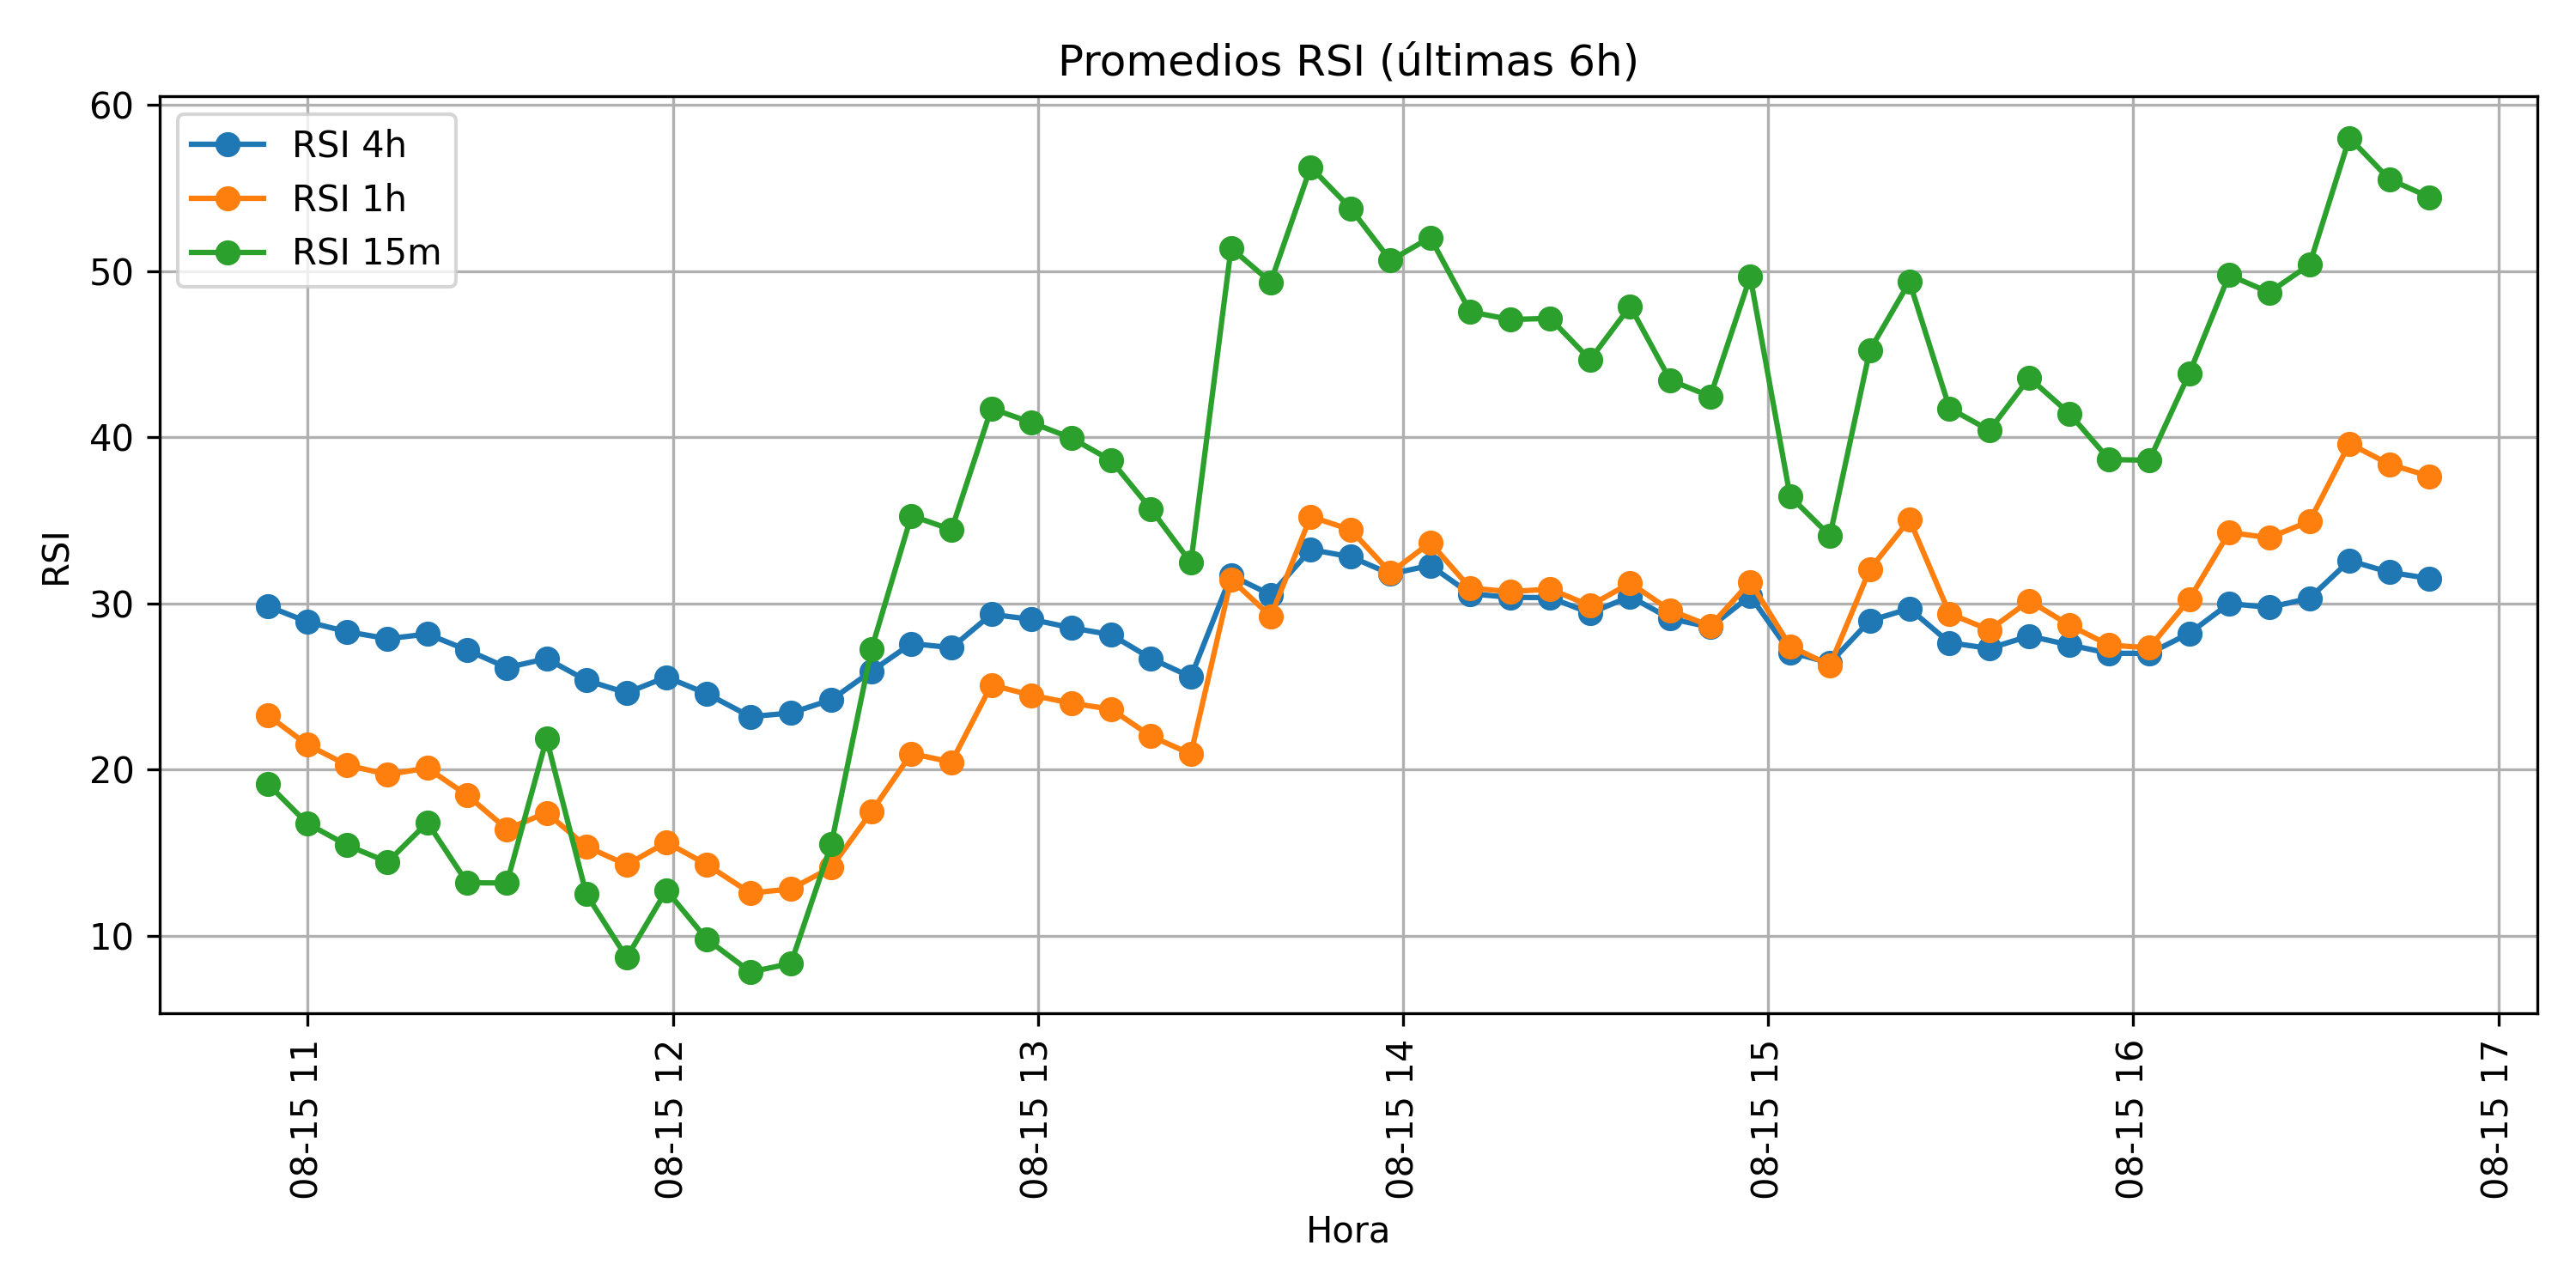 Promedios RSI (últimas 6h)
RSI 4h
RSI 1h
RSI 15m
60
50
40
30
20
10
RSI
08-15 11
08-15 12
08-15 13
08-15 14
08-15 15
08-15 16
08-15 17
Hora